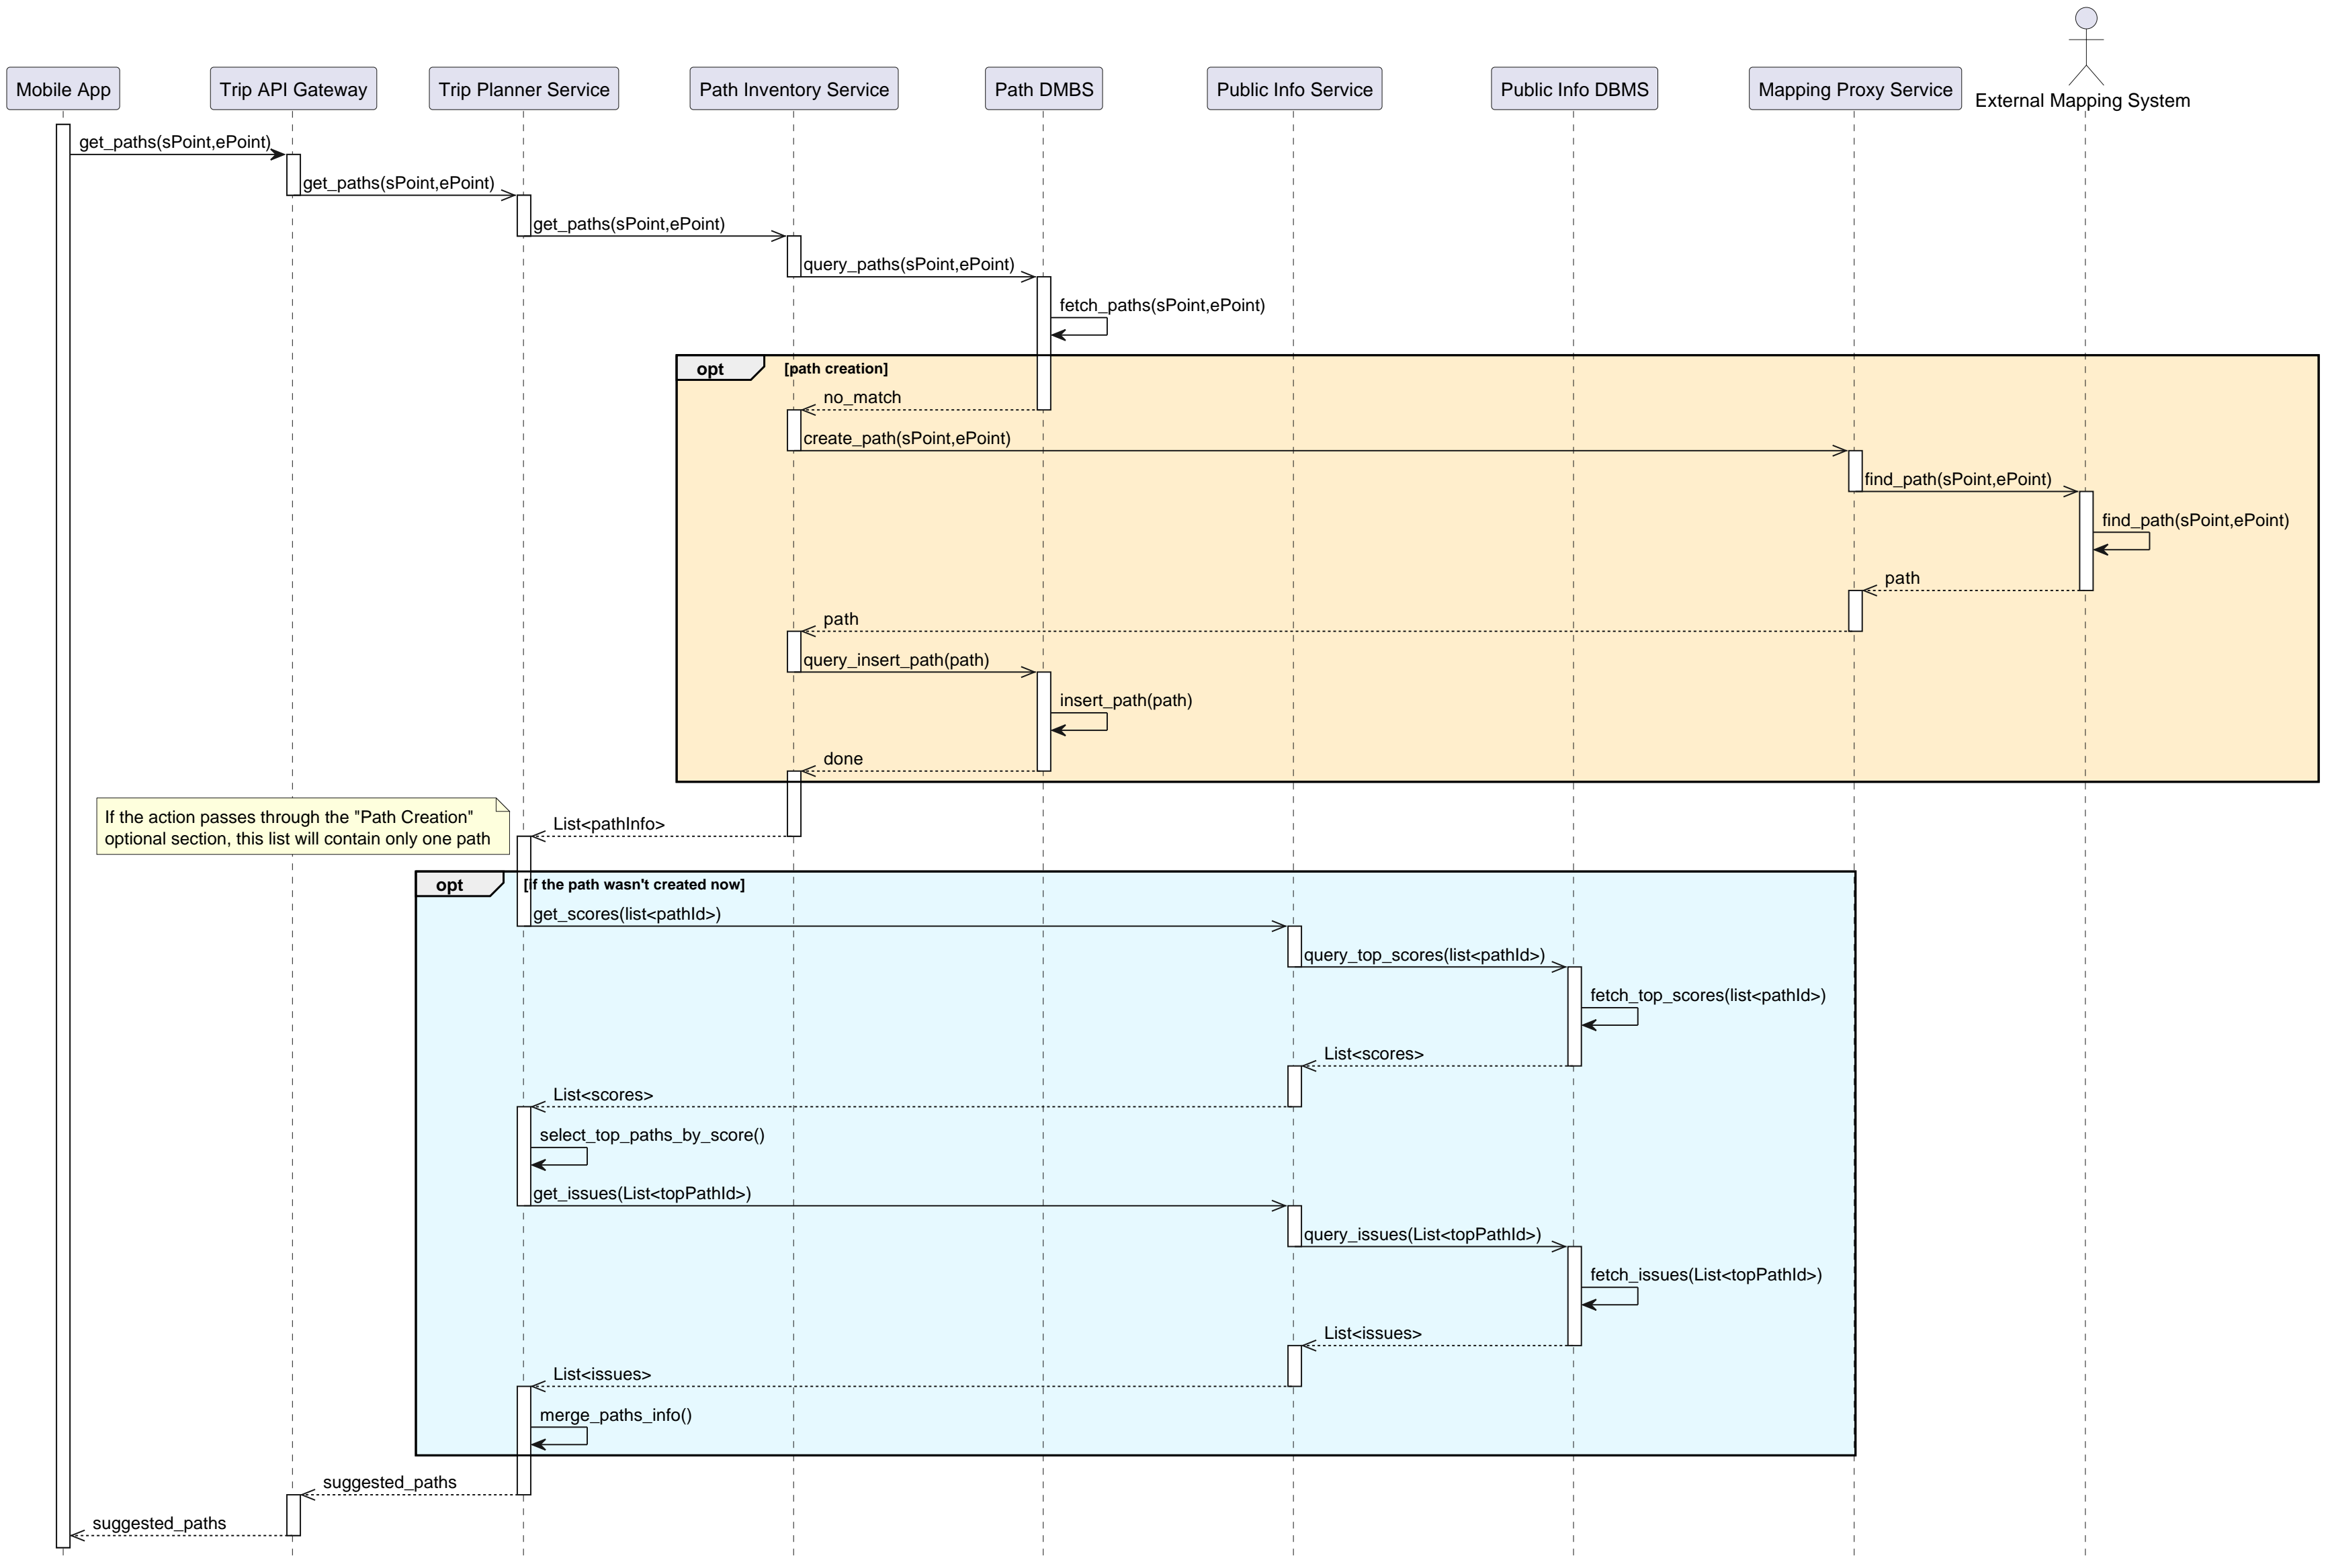 Mobile App
Trip API Gateway
Trip Planner Service
Path Inventory Service
Path DMBS
Public Info Service
Public Info DBMS
Mapping Proxy Service
External Mapping System
get_paths(sPoint,ePoint)
get_paths(sPoint,ePoint)
get_paths(sPoint,ePoint)
query_paths(sPoint,ePoint)
fetch_paths(sPoint,ePoint)
opt
[path creation]
no_match
create_path(sPoint,ePoint)
find_path(sPoint,ePoint)
find_path(sPoint,ePoint)
path
path
query_insert_path(path)
insert_path(path)
done
If the action passes through the "Path Creation"
optional section, this list will contain only one path
List<pathInfo>
opt
[if the path wasn't created now]
get_scores(list<pathId>)
query_top_scores(list<pathId>)
fetch_top_scores(list<pathId>)
List<scores>
List<scores>
select_top_paths_by_score()
get_issues(List<topPathId>)
query_issues(List<topPathId>)
fetch_issues(List<topPathId>)
List<issues>
List<issues>
merge_paths_info()
suggested_paths
suggested_paths